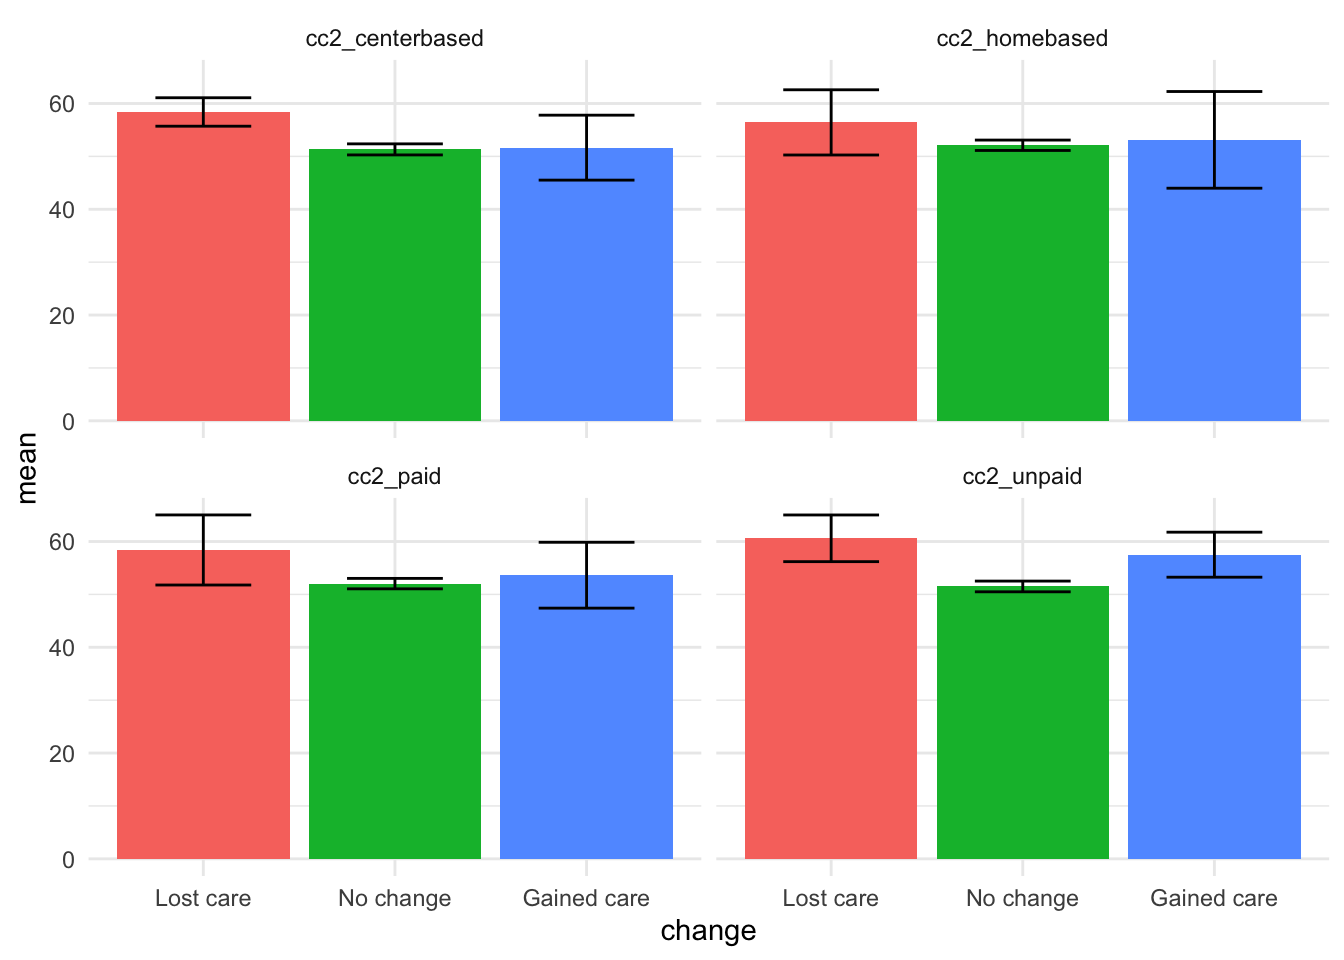 cc2_centerbased cc2_homebased
60
40
20
0
cc2_paid cc2_unpaid
60
40
20
0
mean
Lost care No change Gained care Lost care No change Gained care
change